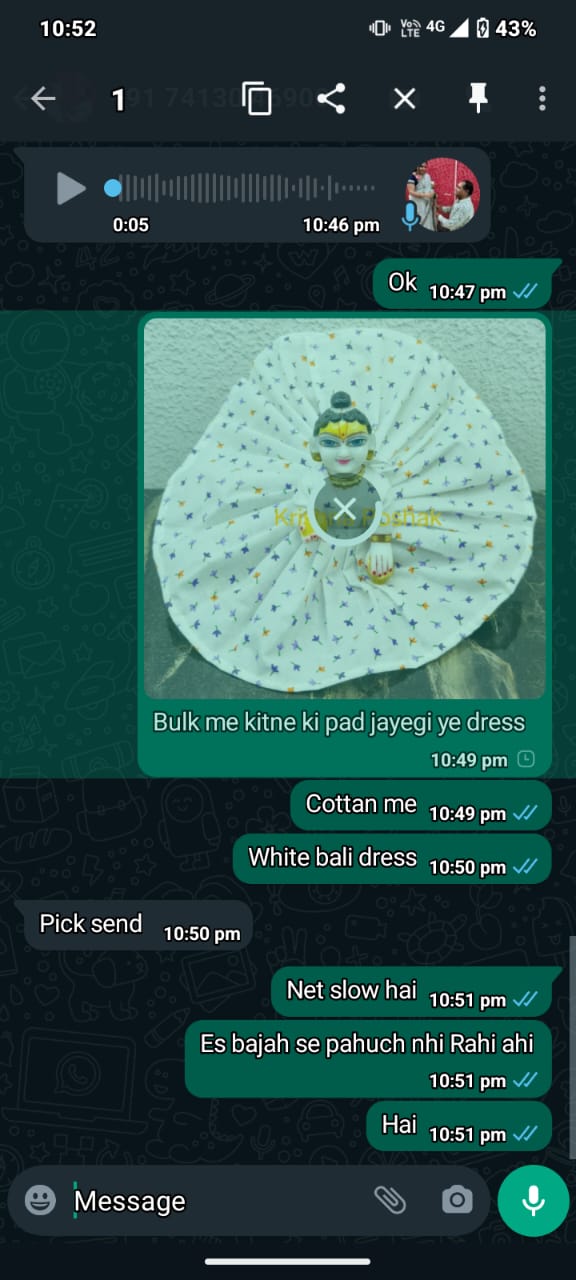 10:52
Vo)) LTE 4G 43%
1
0:05 10:46 pm
Ok 10:47 pm
Bulk me kitne ki pad jayegi ye dress
10:49 pm
Cottan me 10:49 pm
White bali dress 10:50 pm
Pick send 10:50 pm
Net slow hai 10:51 pm
Es bajah se pahuch nhi Rahi ahi
10:51 pm
Hai 10:51 pm
Message